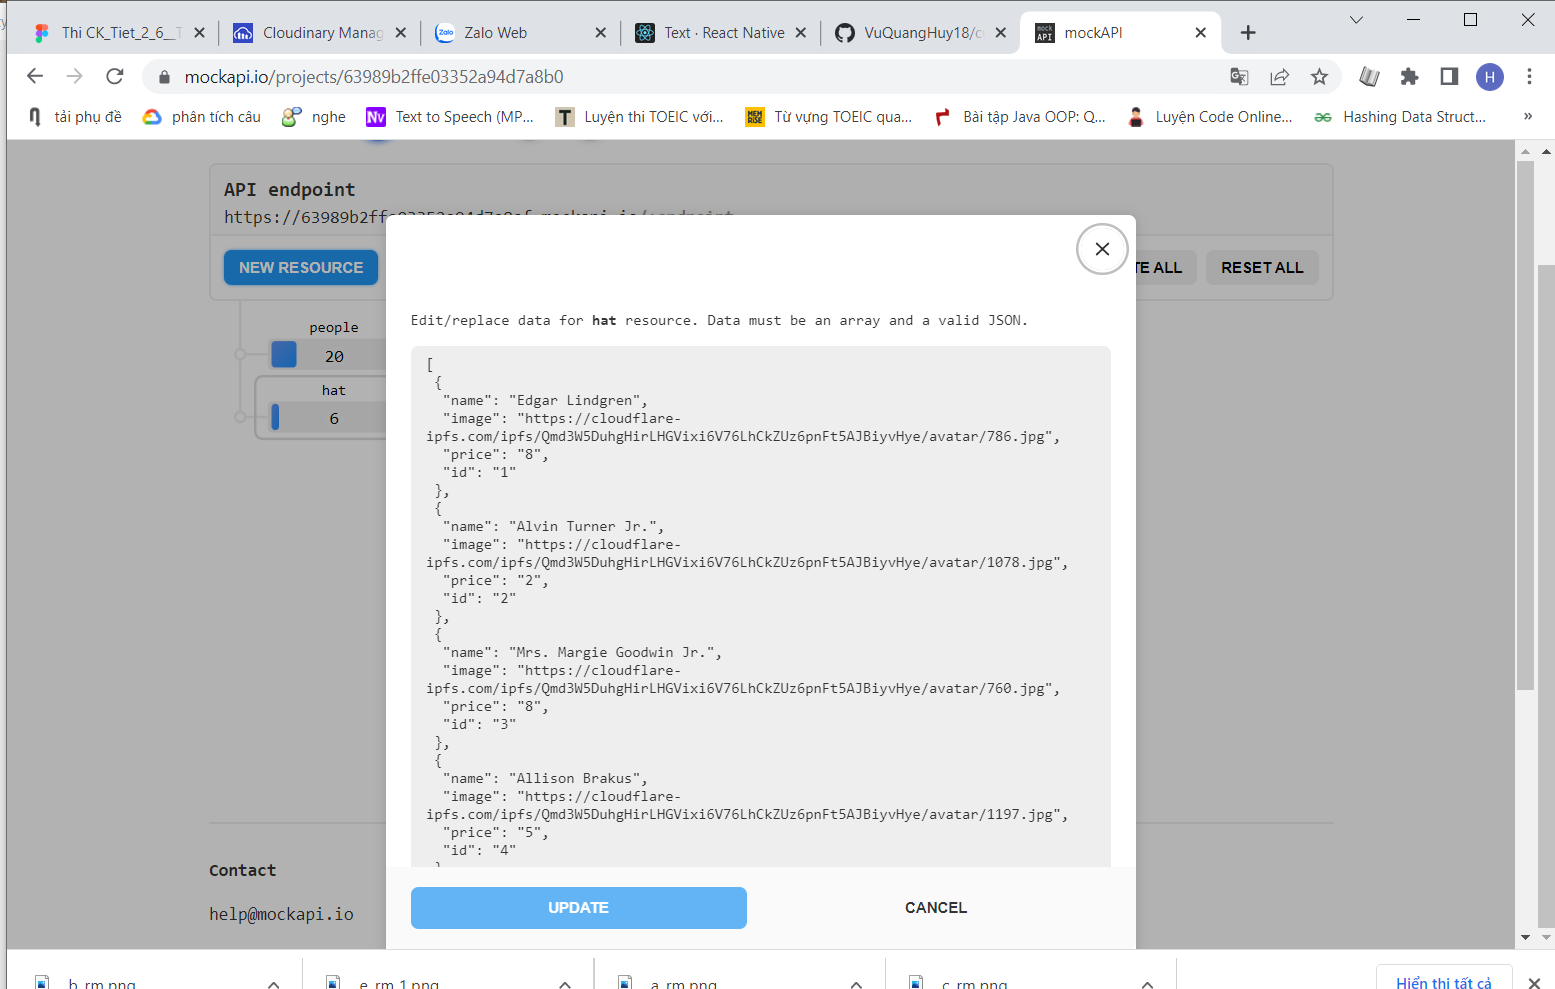 Thi CK_Tiet_2_6__T
Cloudinary Manag
Zalo Web
Text · React Native
VuQuangHuy18/c
mockAPI
mockapi.io/projects/63989b2ffe03352a94d7a8b0
H
tải phụ đề
phân tích câu
nghe
Text to Speech (MP...
Luyện thi TOEIC với...
Từ vựng TOEIC qua...
Bài tập Java OOP: Q...
Luyện Code Online...
Hashing Data Struct...
»
API endpoint
https://63989b2ff
NEW RESOURCE
TE ALL
RESET ALL
people
20
hat
6
Edit/replace data for hat resource. Data must be an array and a valid JSON.
[
{
"name": "Edgar Lindgren",
"image": "https://cloudflare-
ipfs.com/ipfs/Qmd3W5DuhgHirLHGVixi6V76LhCkZUz6pnFt5AJBiyvHye/avatar/786.jpg",
"price": "8",
"id": "1"
},
{
"name": "Alvin Turner Jr.",
"image": "https://cloudflare-
ipfs.com/ipfs/Qmd3W5DuhgHirLHGVixi6V76LhCkZUz6pnFt5AJBiyvHye/avatar/1078.jpg",
"price": "2",
"id": "2"
},
{
"name": "Mrs. Margie Goodwin Jr.",
"image": "https://cloudflare-
ipfs.com/ipfs/Qmd3W5DuhgHirLHGVixi6V76LhCkZUz6pnFt5AJBiyvHye/avatar/760.jpg",
"price": "8",
"id": "3"
},
{
"name": "Allison Brakus",
"image": "https://cloudflare-
ipfs.com/ipfs/Qmd3W5DuhgHirLHGVixi6V76LhCkZUz6pnFt5AJBiyvHye/avatar/1197.jpg",
"price": "5",
"id": "4"
UPDATE
CANCEL
Contact
help@mockapi.io
b_rm.png
e_rm_1.png
a_rm.png
c_rm.png
Hiển thị tất cả